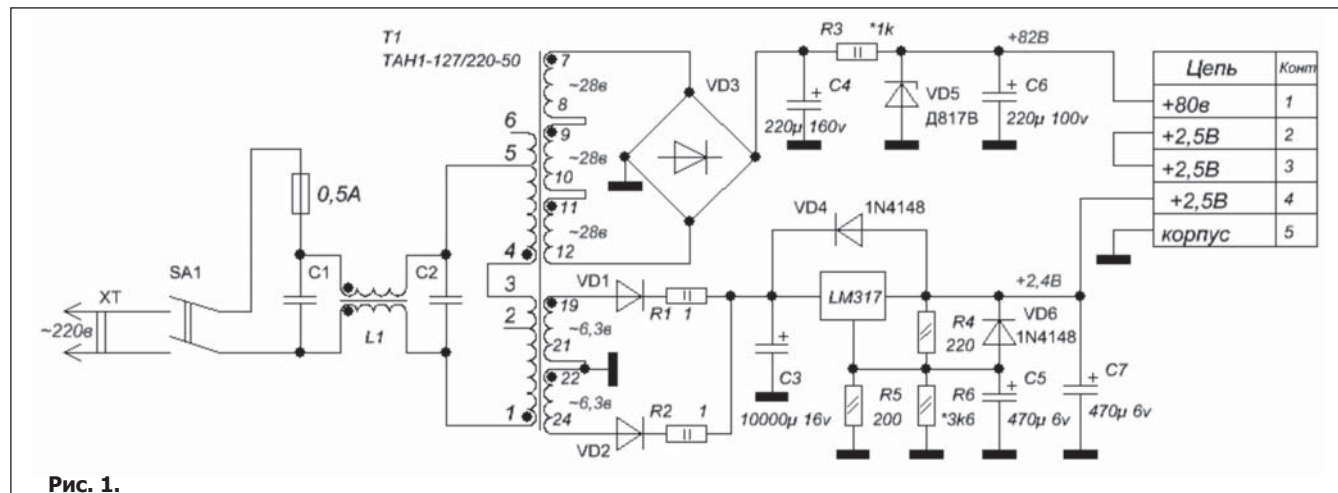 T1
ТАН1-127/220-50
6
5
4
3
2
1
7
8
9
10
11
12
19
21
22
24
~28в
~28в
~28в
~6,3в
~6,3в
0,5А
SA1
XT
~220в
C1
C2
L1
VD3
C4
220µ 160v
R3 *1k
VD5
Д817В
+82В
C6
220µ 100v
VD1
R1 1
R2 1
VD2
C3
10000µ 16v
VD4 1N4148
LM317
+2,4В
R4
220
VD6
1N4148
R5
200
R6
*3k6
C5
470µ 6v
C7
470µ 6v
Цепь Конт
+80в 1
+2,5В 2
+2,5В 3
+2,5В 4
корпус 5
Рис. 1.